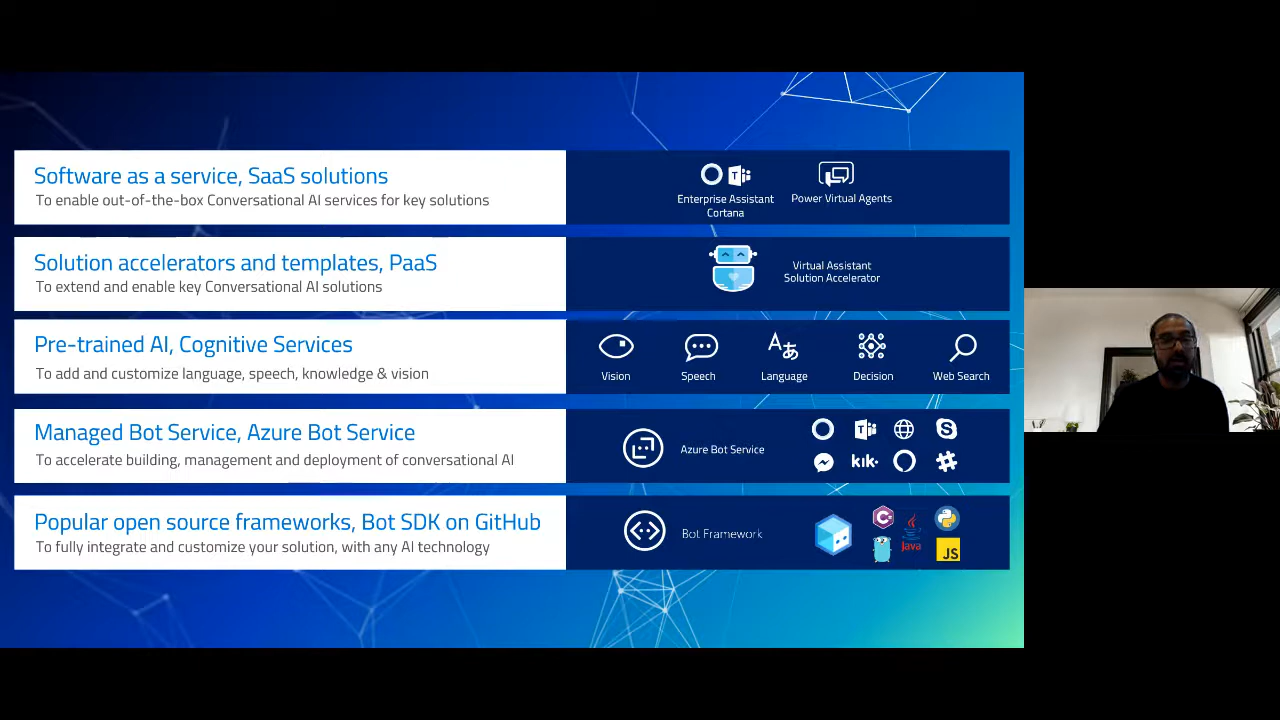 Software as a service, SaaS solutions
To enable out-of-the-box Conversational AI services for key solutions
Enterprise Assistant
Cortana
Power Virtual Agents
Solution accelerators and templates, PaaS
To extend and enable key Conversational AI solutions
Virtual Assistant
Solution Accelerator
Pre-trained AI, Cognitive Services
To add and customize language, speech, knowledge & vision
Vision
Speech
Language
Decision
Web Search
Managed Bot Service, Azure Bot Service
To accelerate building, management and deployment of conversational AI
Azure Bot Service
kik
Popular open source frameworks, Bot SDK on GitHub
To fully integrate and customize your solution, with any AI technology
Bot Framework
C#
Java
JS